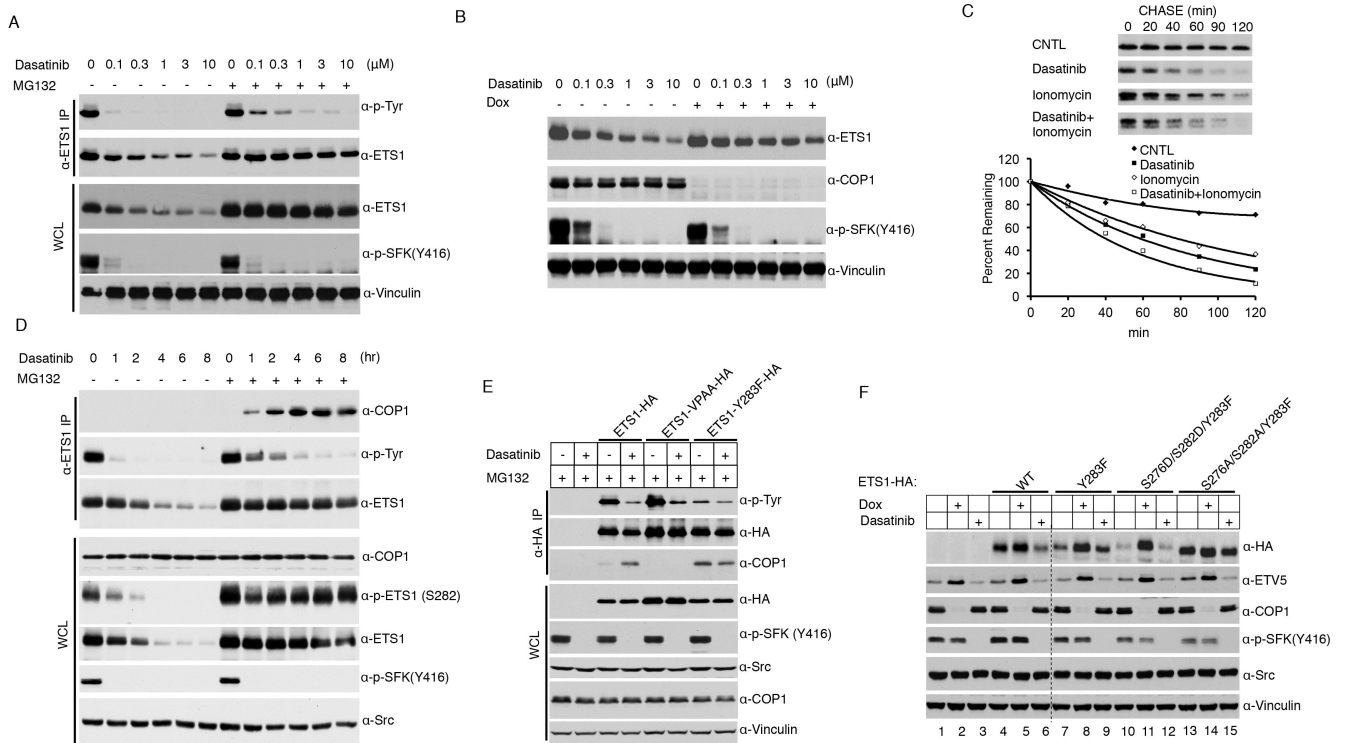 A
Dasatinib 0 0.1 0.3 1 3 10 0 0.1 0.3 1 3 10 (μM)
MG132 - - - - - - + + + + + +
α-ETS1 IP
α-p-Tyr
α-ETS1
WCL
α-ETS1
α-p-SFK(Y416)
α-Vinculin
B
Dasatinib 0 0.1 0.3 1 3 10 0 0.1 0.3 1 3 10 (μM)
Dox - - - - - - + + + + + +
α-ETS1
α-COP1
α-p-SFK(Y416)
α-Vinculin
C
CHASE (min)
0 20 40 60 90 120
CNTL
Dasatinib
Ionomycin
Dasatinib+
Ionomycin
CNTL
Dasatinib
Ionomycin
Dasatinib+Ionomycin
Percent Remaining
120
100
80
60
40
20
0
0 20 40 60 80 100 120
min
D
Dasatinib 0 1 2 4 6 8 0 1 2 4 6 8 (hr)
MG132 - - - - - - + + + + + +
α-ETS1 IP
α-COP1
α-p-Tyr
α-ETS1
WCL
α-COP1
α-p-ETS1 (S282)
α-ETS1
α-p-SFK(Y416)
α-Src
E
ETS1-HA
ETS1-VPAA-HA
ETS1-Y283F-HA
Dasatinib - + - + - + - +
MG132 + + + + + + + +
α-HA IP
α-p-Tyr
α-HA
α-COP1
WCL
α-HA
α-p-SFK (Y416)
α-Src
α-COP1
α-Vinculin
F
ETS1-HA: WT Y283F S276D/S282D/Y283F S276A/S282A/Y283F
Dox + + + + +
Dasatinib + + + + +
α-HA
α-ETV5
α-COP1
α-p-SFK(Y416)
α-Src
α-Vinculin
1 2 3 4 5 6 7 8 9 10 11 12 13 14 15